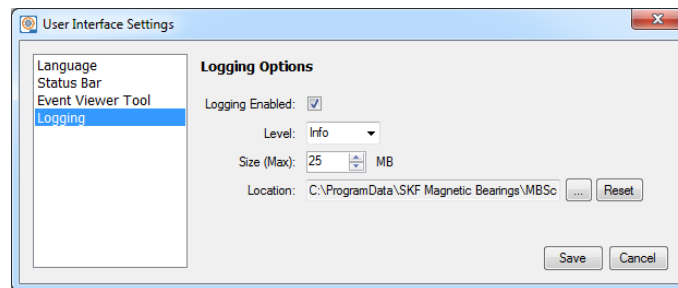 User Interface Settings
Language
Status Bar
Event Viewer Tool
Logging
Logging Options
Logging Enabled:
Level: Info
Size (Max): 25 MB
Location: C:\ProgramData\SKF Magnetic Bearings\MBSc ... Reset
Save Cancel